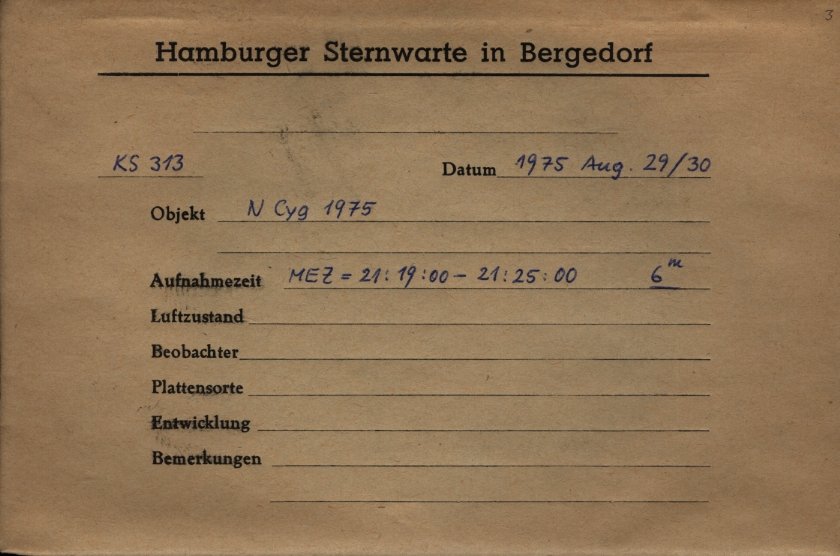 3
Hamburger Sternwarte in Bergedorf
KS 313 Datum 1975 Aug. 29/30
Objekt N Cyg 1975
Aufnahmezeit MEZ = 21:19:00 - 21:25:00 6m
Luftzustand
Beobachter
Plattensorte
Entwicklung
Bemerkungen